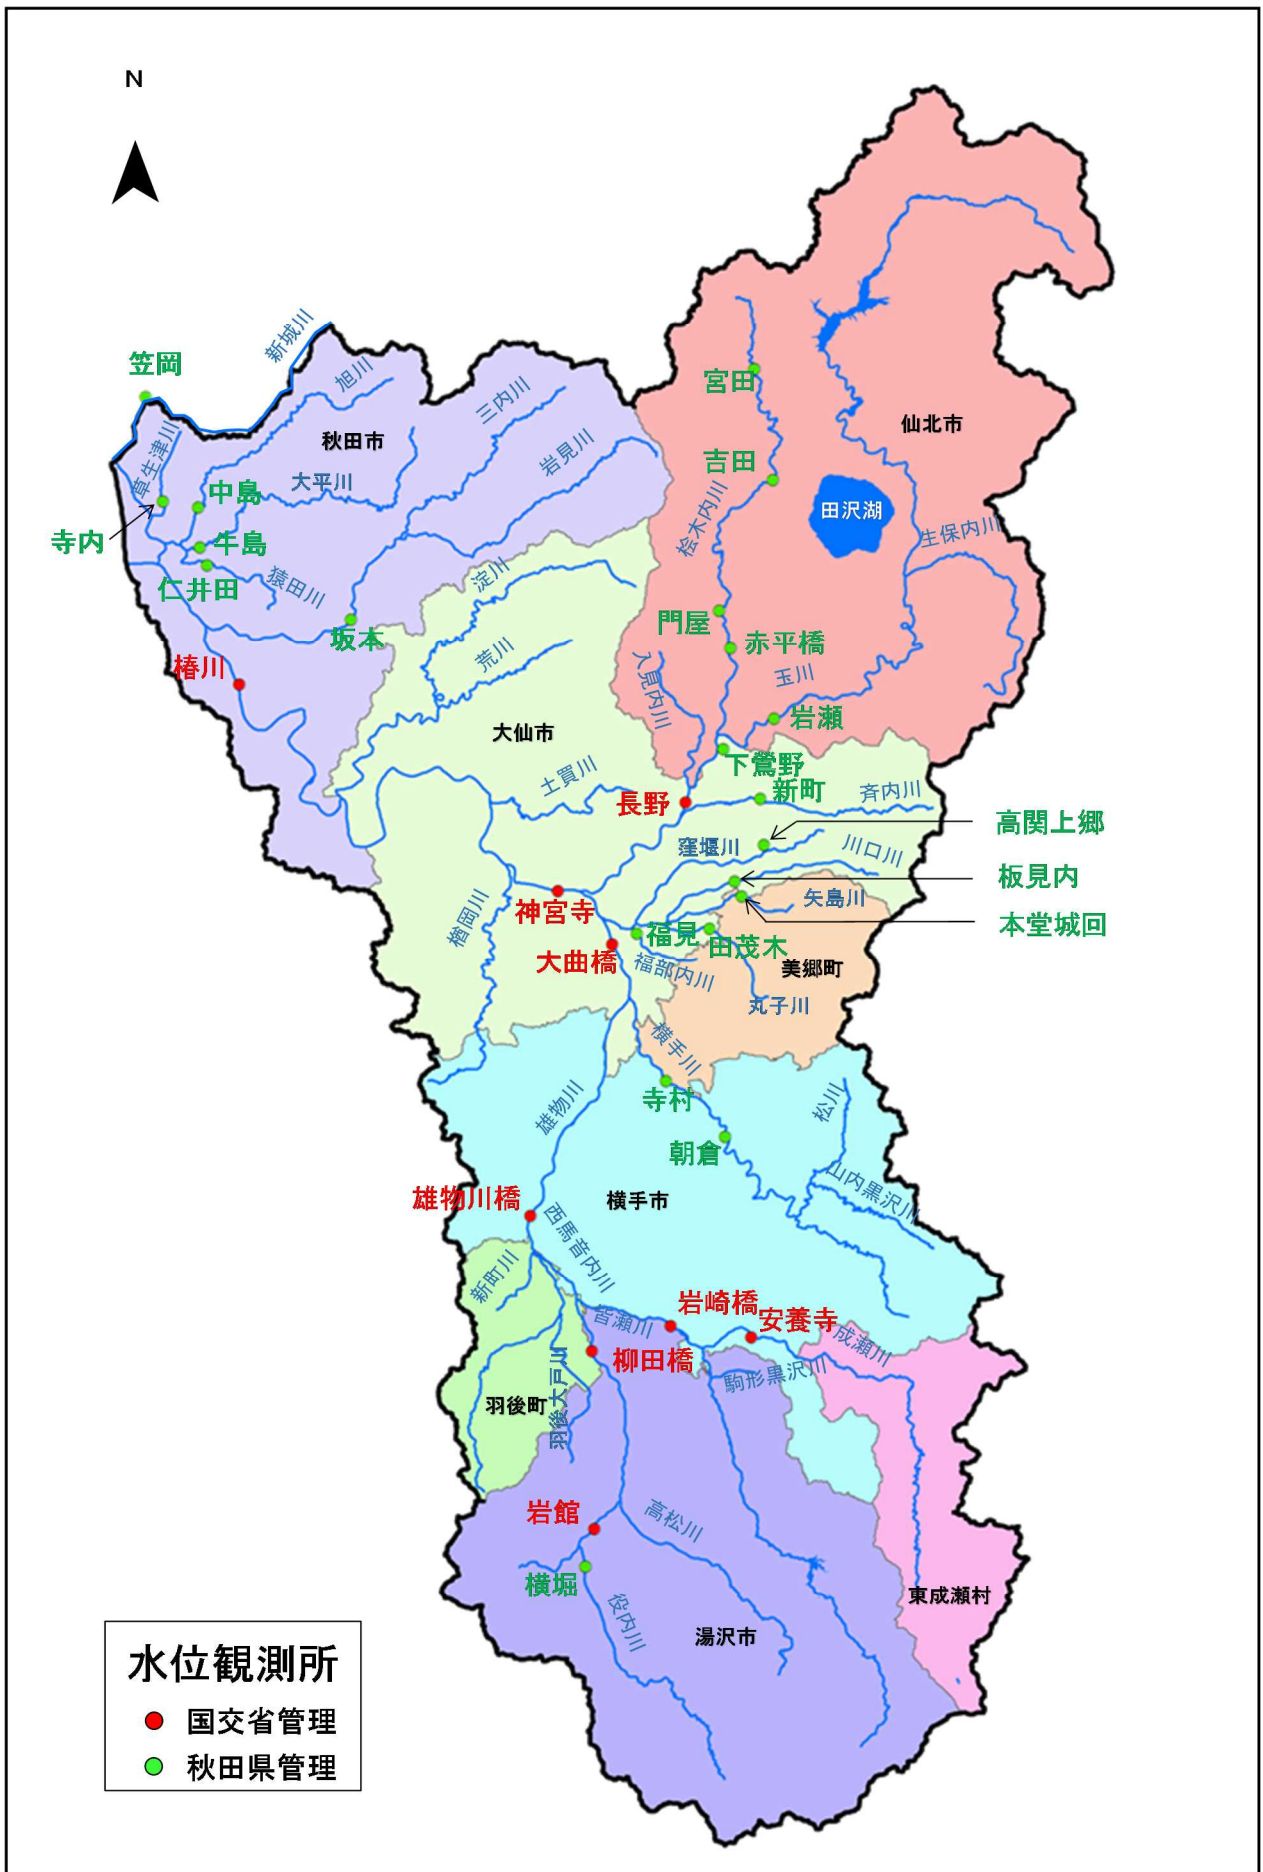 N
新城川
笠岡
旭川
三内川
宮田
草生津川
秋田市
岩見川
仙北市
大平川
中島
吉田
田沢湖
桧木内川
生保内川
寺内
牛島
仁井田
猿田川
淀川
坂本
門屋
赤平橋
椿川
荒川
入見内川
玉川
岩瀬
大仙市
下鶯野
土買川
長野
新町
斉内川
高関上郷
窪堰川
川口川
板見内
矢島川
楢岡川
神宮寺
本堂城回
福見
田茂木
大曲橋
福部内川
美郷町
丸子川
横手川
寺村
雄物川
松川
朝倉
山内黒沢川
雄物川橋
横手市
西馬音内川
新町川
岩崎橋
安養寺
皆瀬川
成瀬川
柳田橋
駒形黒沢川
羽後町
羽後大戸川
岩館
高松川
横堀
役内川
東成瀬村
湯沢市
水位観測所
国交省管理
秋田県管理